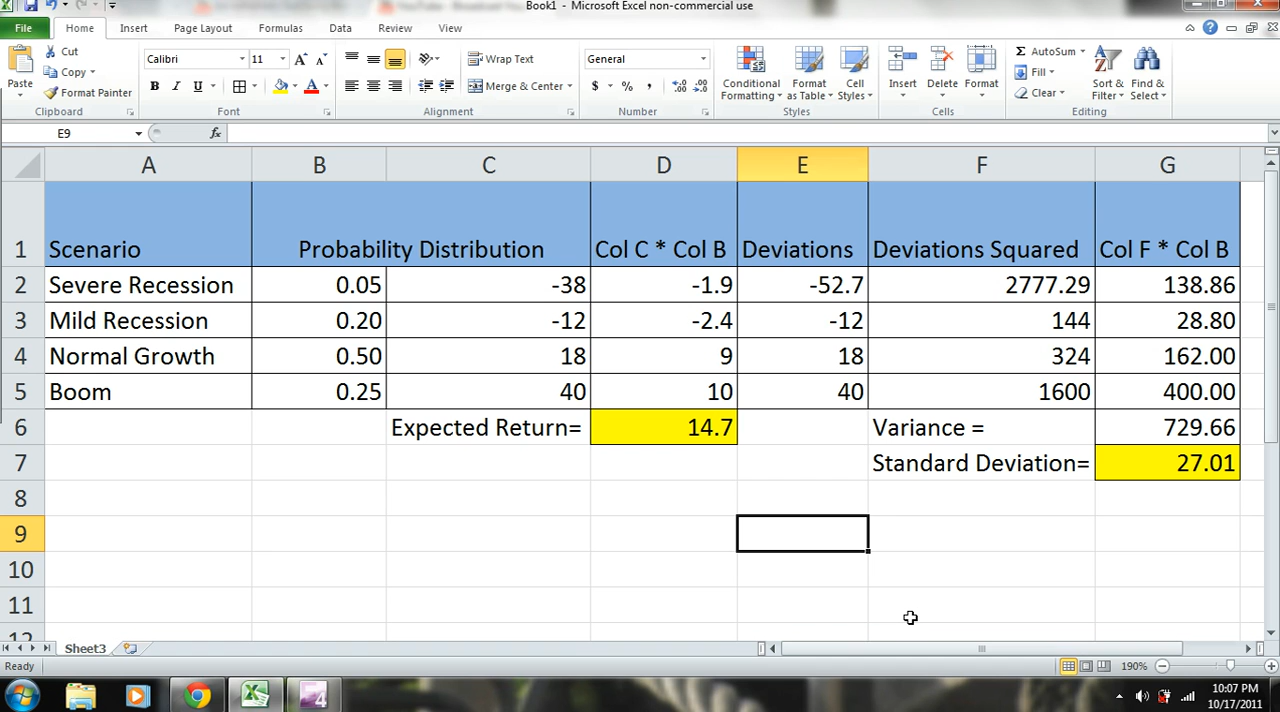 Book1 - Microsoft Excel non-commercial use
File Home Insert Page Layout Formulas Data Review View
Paste
Cut
Copy
Format Painter
Clipboard
Calibri 11
B I U
Font
Wrap Text
Merge & Center
Alignment
General
$ % ,
Number
Conditional Formatting
Format as Table
Cell Styles
Styles
Insert Delete Format
Cells
Σ AutoSum
Fill
Clear
Sort & Filter
Find & Select
Editing
E9 fx
A B C D E F G
1 Scenario Probability Distribution Col C * Col B Deviations Deviations Squared Col F * Col B
2 Severe Recession 0.05 -38 -1.9 -52.7 2777.29 138.86
3 Mild Recession 0.20 -12 -2.4 -12 144 28.80
4 Normal Growth 0.50 18 9 18 324 162.00
5 Boom 0.25 40 10 40 1600 400.00
6 Expected Return= 14.7 Variance = 729.66
7 Standard Deviation= 27.01
8
9
10
11
12
Sheet3
Ready 190%
10:07 PM
10/17/2011